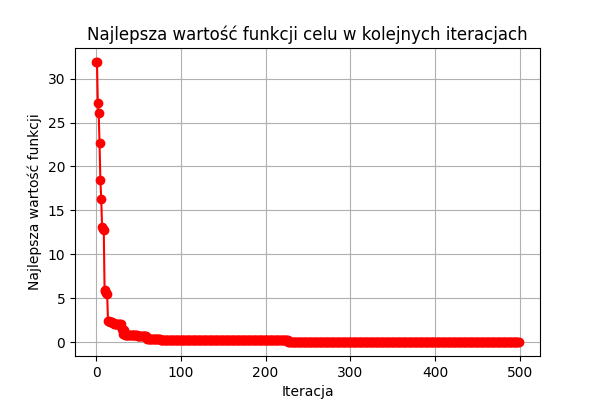 Najlepsza wartość funkcji celu w kolejnych iteracjach
Najlepsza wartość funkcji
30
25
20
15
10
5
0
0 100 200 300 400 500
Iteracja